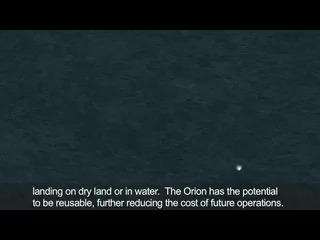 landing on dry land or in water.  The Orion has the potential
to be reusable, further reducing the cost of future operations.